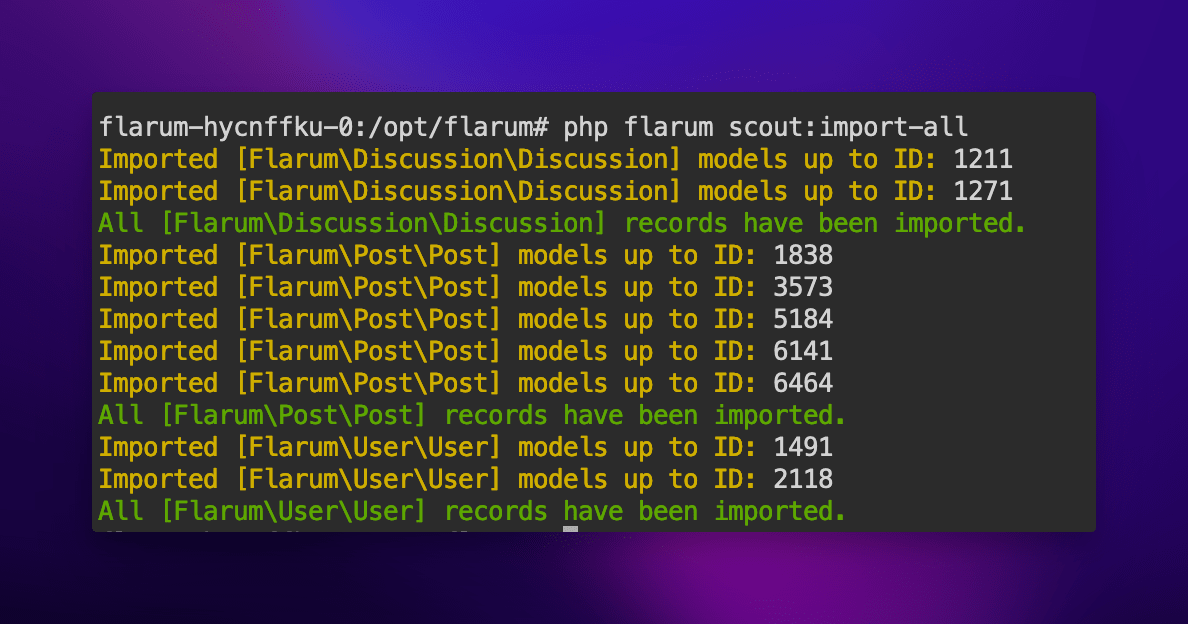 flarum-hycnffku-0:/opt/flarum# php flarum scout:import-all
Imported [Flarum\Discussion\Discussion] models up to ID: 1211
Imported [Flarum\Discussion\Discussion] models up to ID: 1271
All [Flarum\Discussion\Discussion] records have been imported.
Imported [Flarum\Post\Post] models up to ID: 1838
Imported [Flarum\Post\Post] models up to ID: 3573
Imported [Flarum\Post\Post] models up to ID: 5184
Imported [Flarum\Post\Post] models up to ID: 6141
Imported [Flarum\Post\Post] models up to ID: 6464
All [Flarum\Post\Post] records have been imported.
Imported [Flarum\User\User] models up to ID: 1491
Imported [Flarum\User\User] models up to ID: 2118
All [Flarum\User\User] records have been imported.